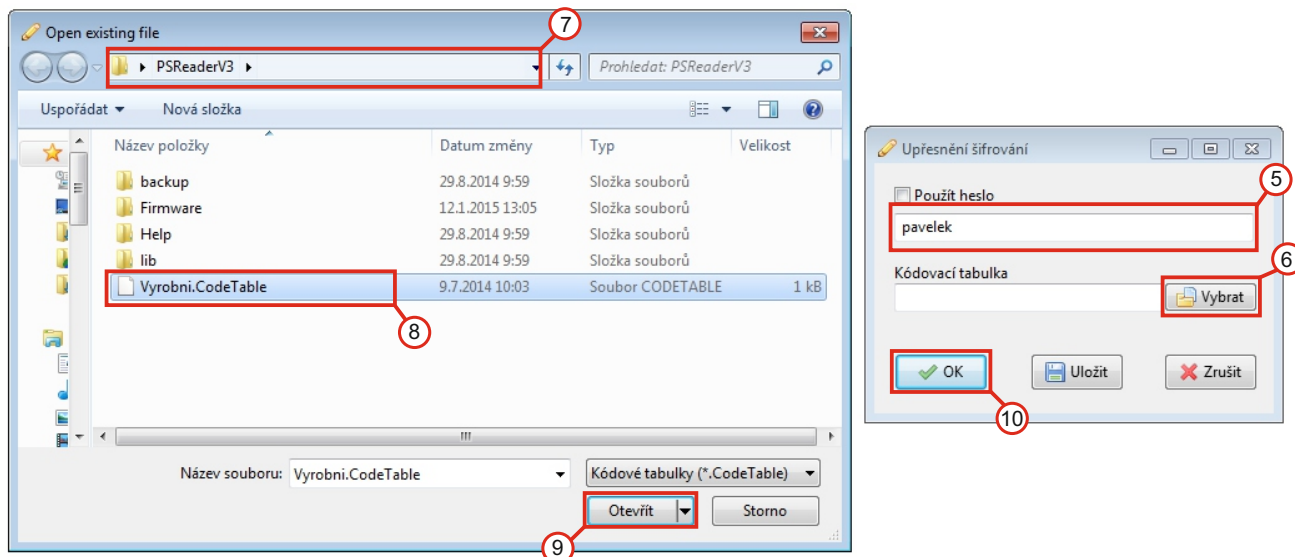 Open existing file
7
PSReaderV3
Prohledat: PSReaderV3
Uspořádat
Nová složka
Název položky Datum změny Typ Velikost
backup 29.8.2014 9:59 Složka souborů
Firmware 12.1.2015 13:05 Složka souborů
Help 29.8.2014 9:59 Složka souborů
lib 29.8.2014 9:59 Složka souborů
Vyrobni.CodeTable 9.7.2014 10:03 Soubor CODETABLE 1 kB
8
Název souboru: Vyrobni.CodeTable Kódové tabulky (*.CodeTable)
Otevřít Storno
9
Upřesnění šifrování
5
Použít heslo
pavelek
6
Kódovací tabulka
Vybrat
OK Uložit Zrušit
10